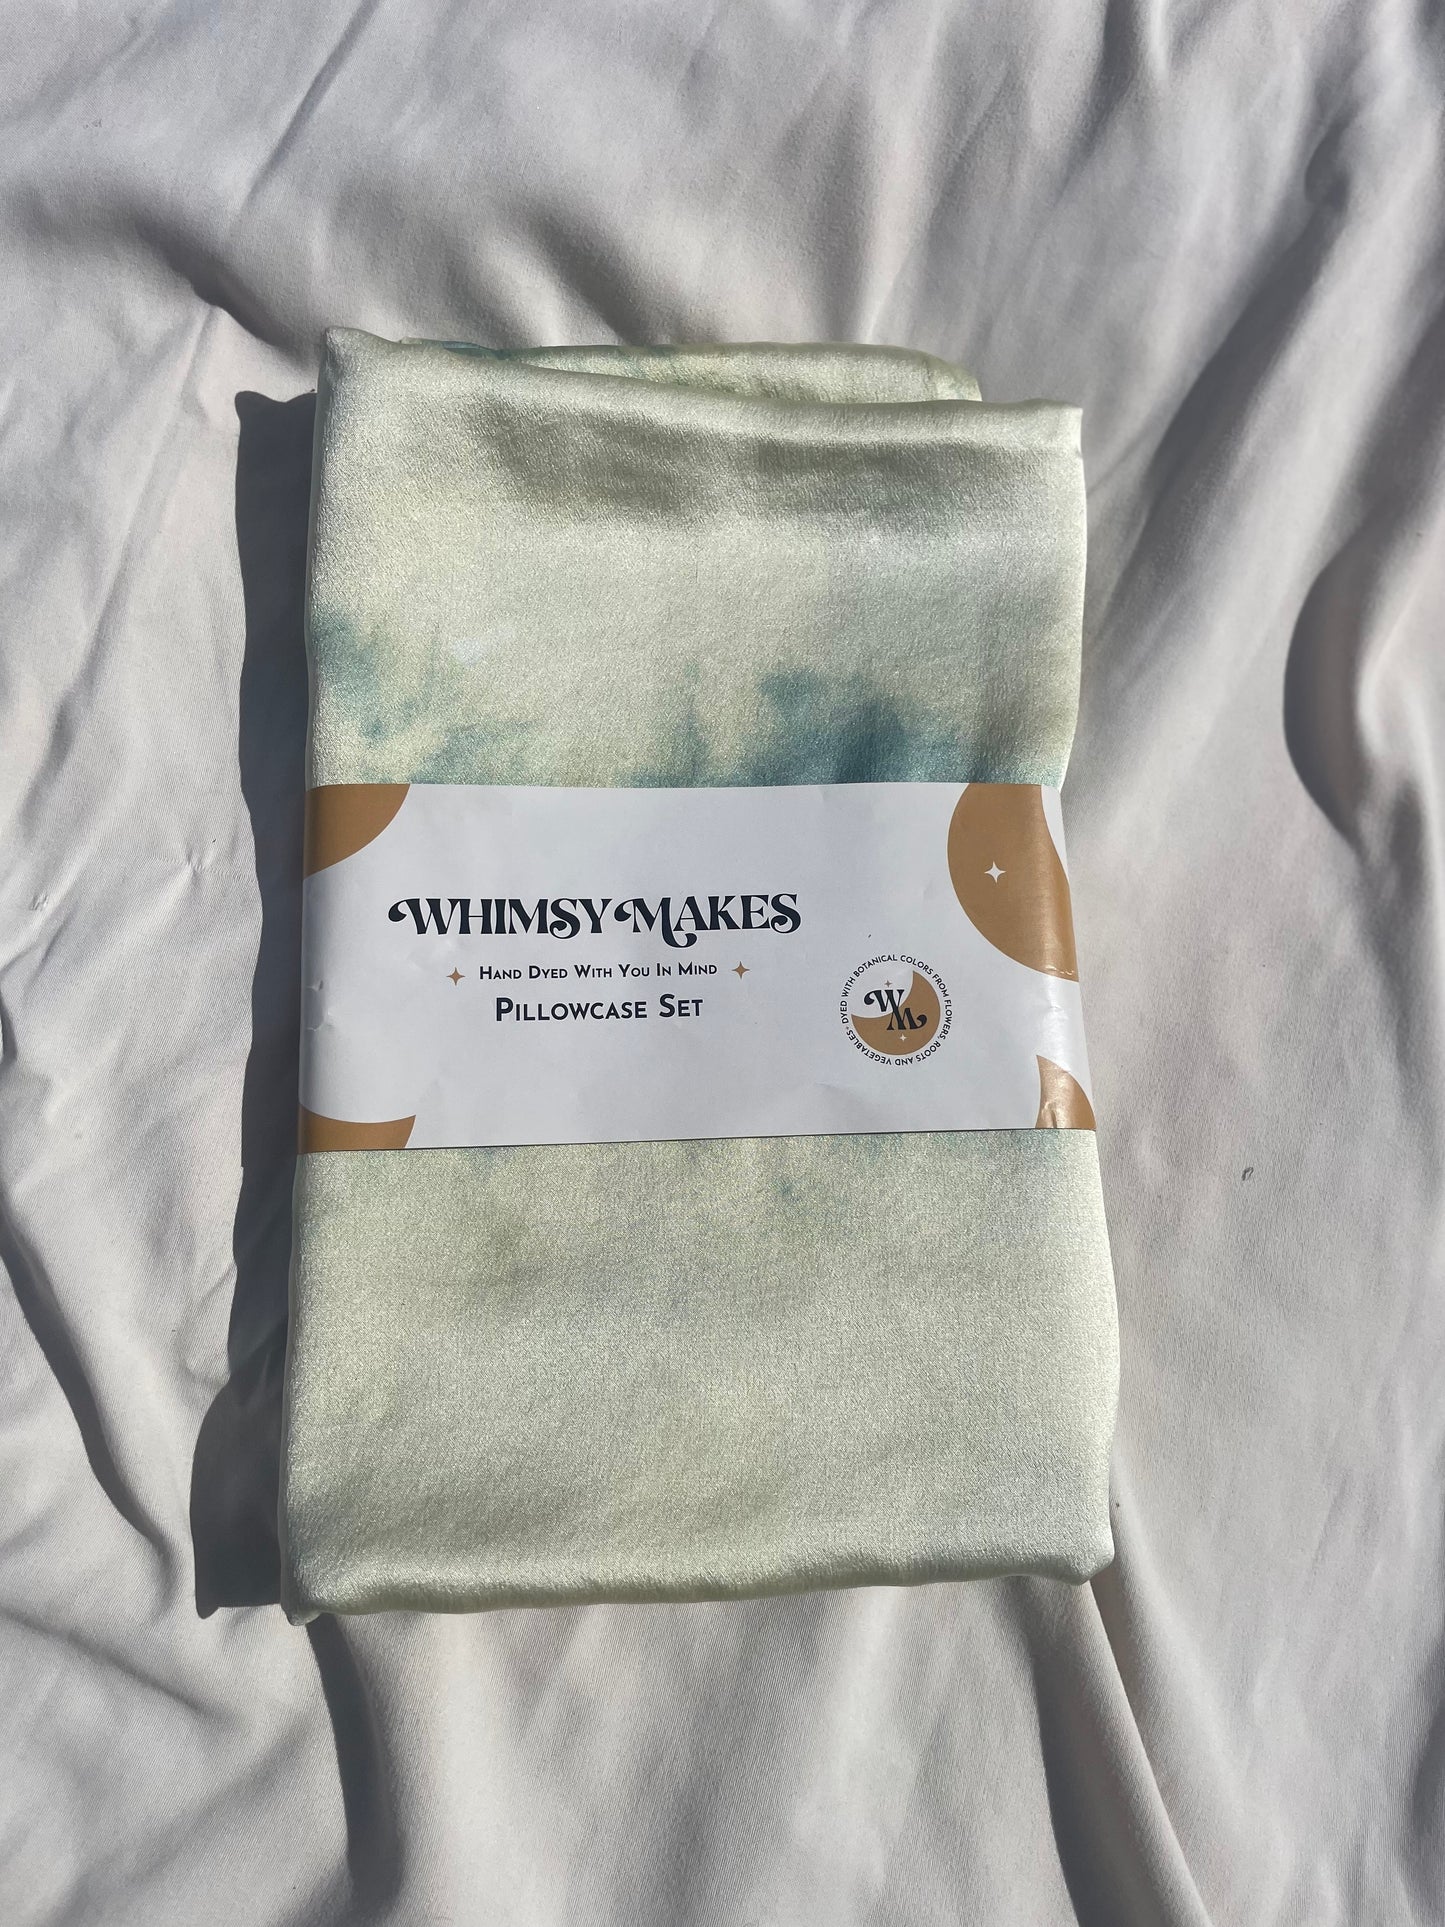 WHIMSY MAKES
HAND DYED WITH YOU IN MIND
PILLOWCASE SET
DYED WITH BOTANICAL COLORS FROM FLOWERS, ROOTS AND VEGETABLES
WM